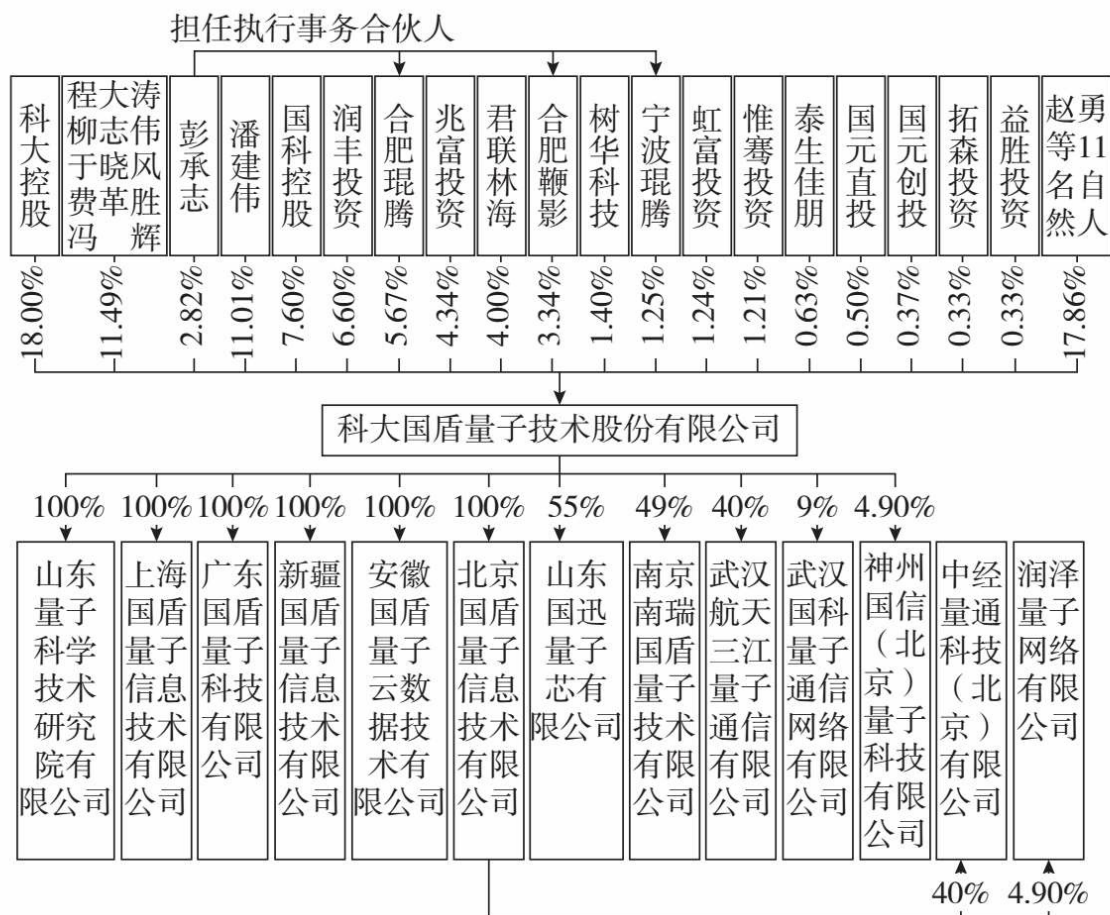 担任执行事务合伙人
科大控股
程大涛
柳志伟
于晓风
费革胜
冯辉
彭承志
潘建伟
国科控股
润丰投资
合肥琨腾
兆富投资
君联林海
合肥鞭影
树华科技
宁波琨腾
虹富投资
惟骞投资
泰生佳朋
国元直投
国元创投
拓森投资
益胜投资
赵勇
等11
名自
然人
18.00%
11.49%
2.82%
11.01%
7.60%
6.60%
5.67%
4.34%
4.00%
3.34%
1.40%
1.25%
1.24%
1.21%
0.63%
0.50%
0.37%
0.33%
0.33%
17.86%
科大国盾量子技术股份有限公司
100%
100%
100%
100%
100%
100%
55%
49%
40%
9%
4.90%
山东
量子
科学
技术
研究
院有
限公司
上海
国盾
量子
信息
技术
有限
公司
广东
国盾
量子
科技
有限
公司
新疆
国盾
量子
信息
技术
有限
公司
安徽
国盾
量子
云数
据技
术有
限公司
北京
国盾
量子
信息
技术
有限
公司
山东
国迅
量子
芯有
限公司
南京
南瑞
国盾
量子
技术
有限
公司
武汉
航天
三江
量子
通信
有限
公司
武汉
国科
量子
通信
网络
有限
公司
神州
国信
（北
京）
量子
科技
有限
公司
中经
量通
科技
（北
京）
有限
公司
润泽
量子
网络
有限
公司
40%
4.90%